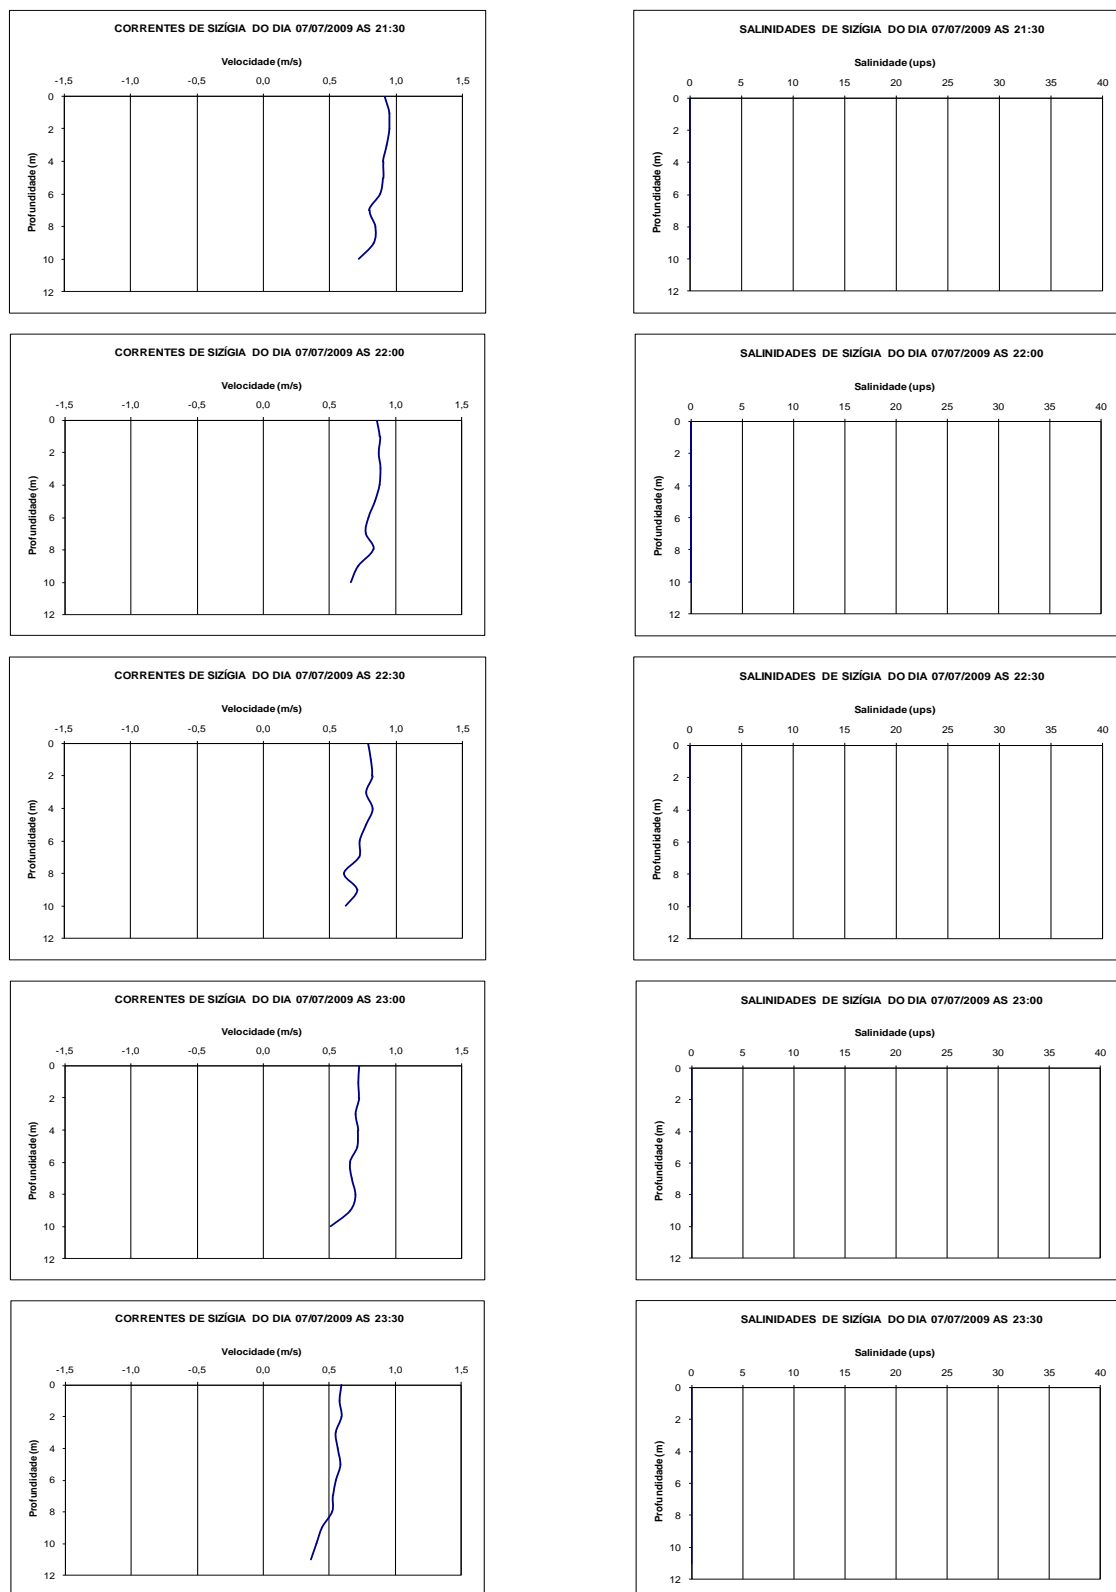 CORRENTES DE SIZÍGIA DO DIA 07/07/2009 AS 21:30
Velocidade (m/s)
-1,5 -1,0 -0,5 0,0 0,5 1,0 1,5
0
2
4
6
8
10
12
Profundidade (m)
SALINIDADES DE SIZÍGIA DO DIA 07/07/2009 AS 21:30
Salinidade (ups)
0 5 10 15 20 25 30 35 40
0
2
4
6
8
10
12
Profundidade (m)
CORRENTES DE SIZÍGIA DO DIA 07/07/2009 AS 22:00
Velocidade (m/s)
-1,5 -1,0 -0,5 0,0 0,5 1,0 1,5
0
2
4
6
8
10
12
Profundidade (m)
SALINIDADES DE SIZÍGIA DO DIA 07/07/2009 AS 22:00
Salinidade (ups)
0 5 10 15 20 25 30 35 40
0
2
4
6
8
10
12
Profundidade (m)
CORRENTES DE SIZÍGIA DO DIA 07/07/2009 AS 22:30
Velocidade (m/s)
-1,5 -1,0 -0,5 0,0 0,5 1,0 1,5
0
2
4
6
8
10
12
Profundidade (m)
SALINIDADES DE SIZÍGIA DO DIA 07/07/2009 AS 22:30
Salinidade (ups)
0 5 10 15 20 25 30 35 40
0
2
4
6
8
10
12
Profundidade (m)
CORRENTES DE SIZÍGIA DO DIA 07/07/2009 AS 23:00
Velocidade (m/s)
-1,5 -1,0 -0,5 0,0 0,5 1,0 1,5
0
2
4
6
8
10
12
Profundidade (m)
SALINIDADES DE SIZÍGIA DO DIA 07/07/2009 AS 23:00
Salinidade (ups)
0 5 10 15 20 25 30 35 40
0
2
4
6
8
10
12
Profundidade (m)
CORRENTES DE SIZÍGIA DO DIA 07/07/2009 AS 23:30
Velocidade (m/s)
-1,5 -1,0 -0,5 0,0 0,5 1,0 1,5
0
2
4
6
8
10
12
Profundidade (m)
SALINIDADES DE SIZÍGIA DO DIA 07/07/2009 AS 23:30
Salinidade (ups)
0 5 10 15 20 25 30 35 40
0
2
4
6
8
10
12
Profundidade (m)